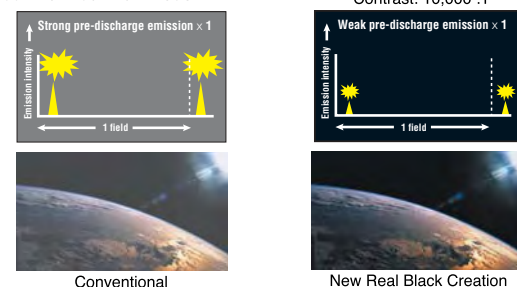 Contrast: 10,000 :1
Strong pre-discharge emission x 1
Emission intensity
1 field
Weak pre-discharge emission x 1
Emission intensity
1 field
Conventional
New Real Black Creation